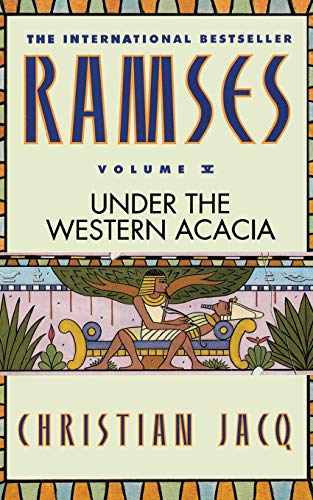 THE INTERNATIONAL BESTSELLER
RAMSES
VOLUME V
UNDER THE
WESTERN ACACIA
CHRISTIAN JACQ